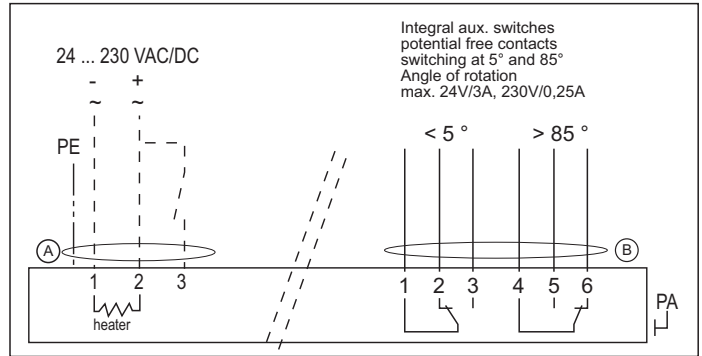 24 ... 230 VAC/DC
- +
~ ~
PE
A
1 2 3
heater
Integral aux. switches
potential free contacts
switching at 5° and 85°
Angle of rotation
max. 24V/3A, 230V/0,25A
< 5 ° > 85 °
B
1 2 3 4 5 6
PA